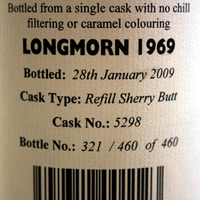 Bottled from a single cask with no chill
filtering or caramel colouring
LONGMORN 1969
Bottled: 28th January 2009
Cask Type: Refill Sherry Butt
Cask No.: 5298
Bottle No.: 321 / 460 of 460